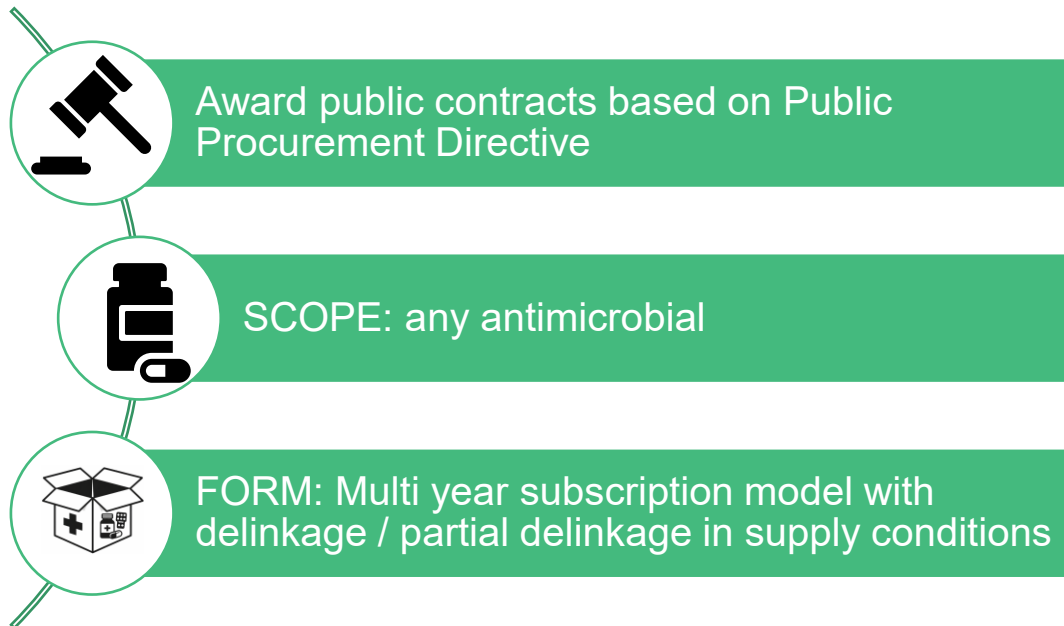 Award public contracts based on Public
Procurement Directive
SCOPE: any antimicrobial
FORM: Multi year subscription model with
delinkage / partial delinkage in supply conditions